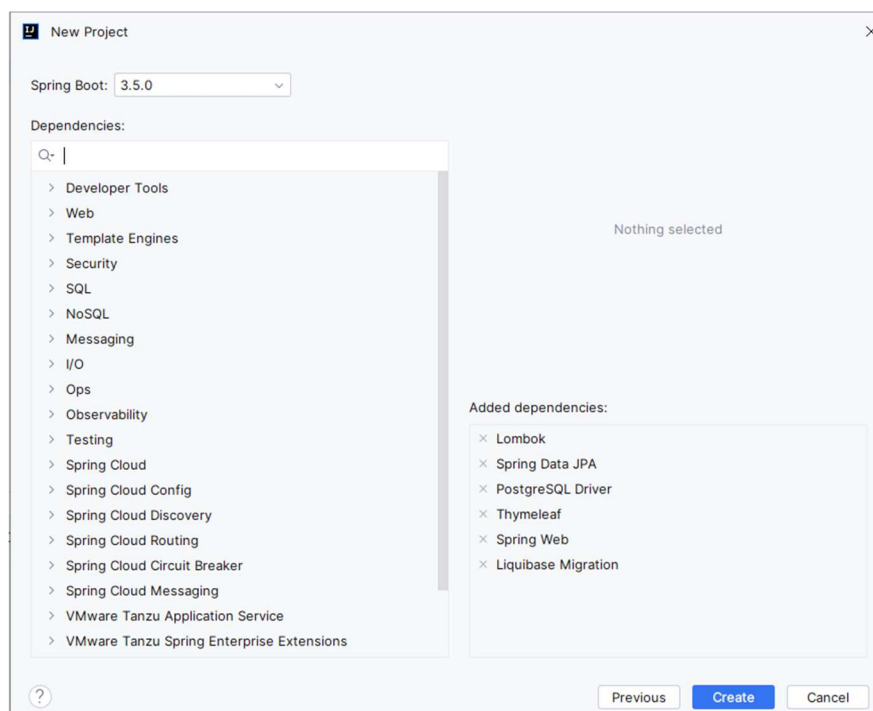 New Project
Spring Boot: 3.5.0
Dependencies:
Developer Tools
Web
Template Engines
Security
SQL
NoSQL
Messaging
I/O
Ops
Observability
Testing
Spring Cloud
Spring Cloud Config
Spring Cloud Discovery
Spring Cloud Routing
Spring Cloud Circuit Breaker
Spring Cloud Messaging
VMware Tanzu Application Service
VMware Tanzu Spring Enterprise Extensions
Nothing selected
Added dependencies:
Lombok
Spring Data JPA
PostgreSQL Driver
Thymeleaf
Spring Web
Liquibase Migration
? Previous Create Cancel